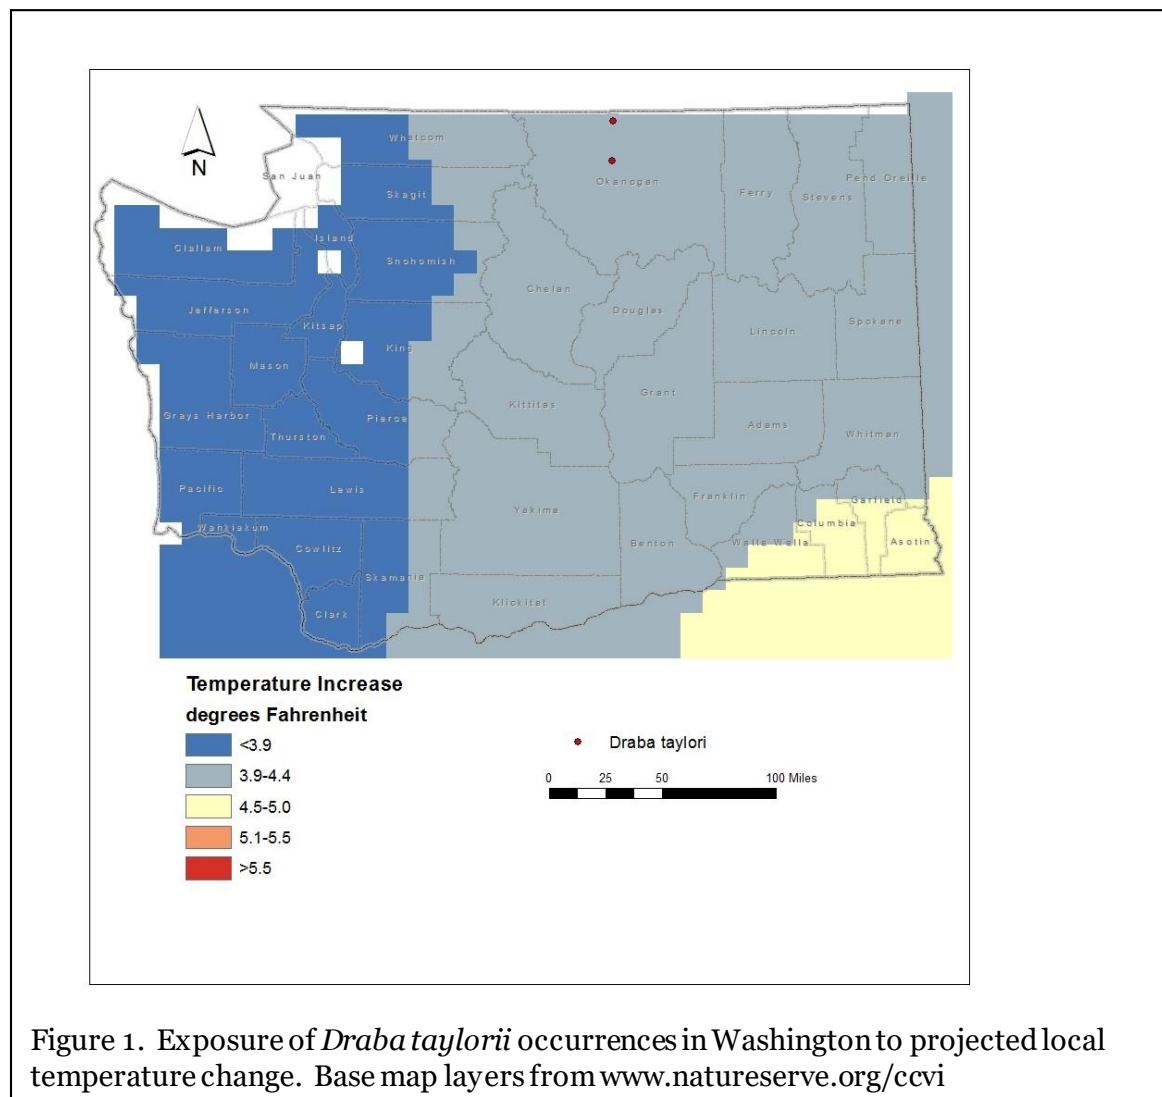 N
Whatcom
San Juan
Skagit
Okanogan
Ferry
Stevens
Pend Oreille
Island
Clallam
Snohomish
Chelan
Jefferson
Kitsap
Douglas
Lincoln
Spokane
King
Mason
Grant
Kittitas
Grays Harbor
Pierce
Adams
Whitman
Thurston
Pacific
Lewis
Yakima
Franklin
Garfield
Columbia
Wahkiakum
Cowlitz
Benton
Walla Walla
Asotin
Skamania
Clark
Klickitat
Temperature Increase
degrees Fahrenheit
<3.9
3.9-4.4
4.5-5.0
5.1-5.5
>5.5
Draba taylori
0 25 50 100 Miles
Figure 1. Exposure of Draba taylorii occurrences in Washington to projected local
temperature change. Base map layers from www.natureserve.org/ccvi